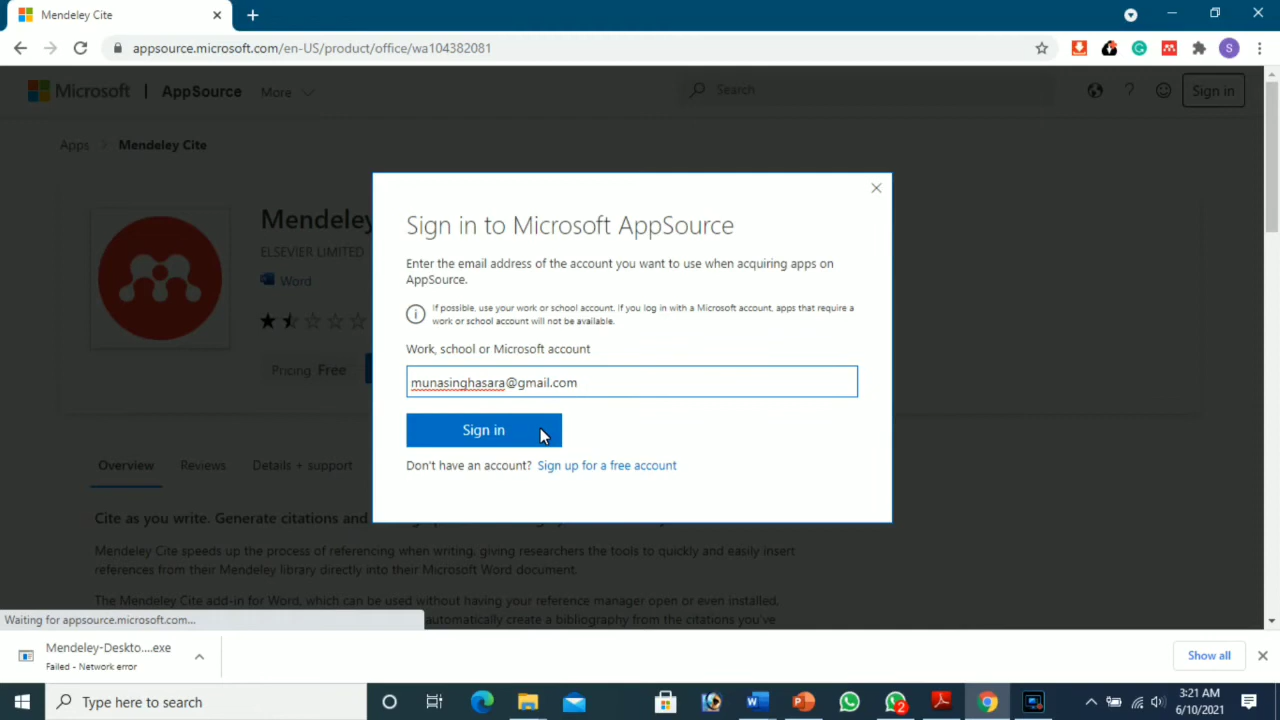 Mendeley Cite
appsource.microsoft.com/en-US/product/office/wa104382081
S
Microsoft | AppSource More Search ? Sign in
Apps > Mendeley Cite
Mendeley
ELSEVIER LIMITED
Word
Pricing Free
Sign in to Microsoft AppSource
Enter the email address of the account you want to use when acquiring apps on
AppSource.
If possible, use your work or school account. If you log in with a Microsoft account, apps that require a
work or school account will not be available.
Work, school or Microsoft account
munasinghasara@gmail.com
Sign in
Don't have an account? Sign up for a free account
Overview Reviews Details + support
Cite as you write. Generate citations and
Mendeley Cite speeds up the process of referencing when writing, giving researchers the tools to quickly and easily insert
references from their Mendeley library directly into their Microsoft Word document.
The Mendeley Cite add-in for Word, which can be used without having your reference manager open or even installed,
automatically create a bibliography from the citations you've
Waiting for appsource.microsoft.com...
Mendeley-Deskto....exe
Failed - Network error
Show all
Type here to search
2
3:21 AM
6/10/2021